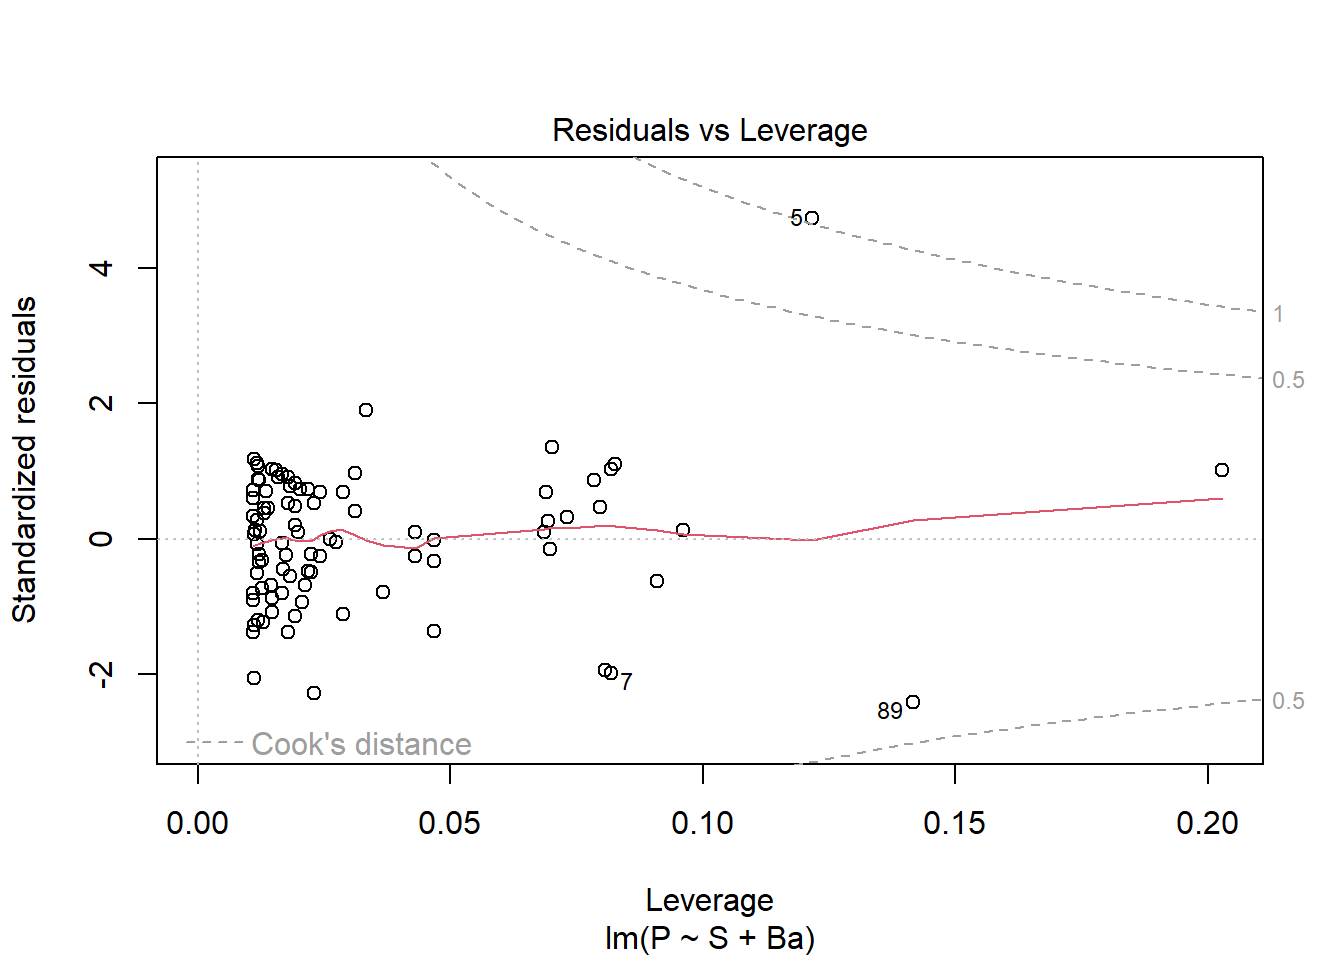 Residuals vs Leverage
Standardized residuals
4
2
0
-2
5
7
89
1
0.5
0.5
Cook's distance
0.00 0.05 0.10 0.15 0.20
Leverage
lm(P ~ S + Ba)